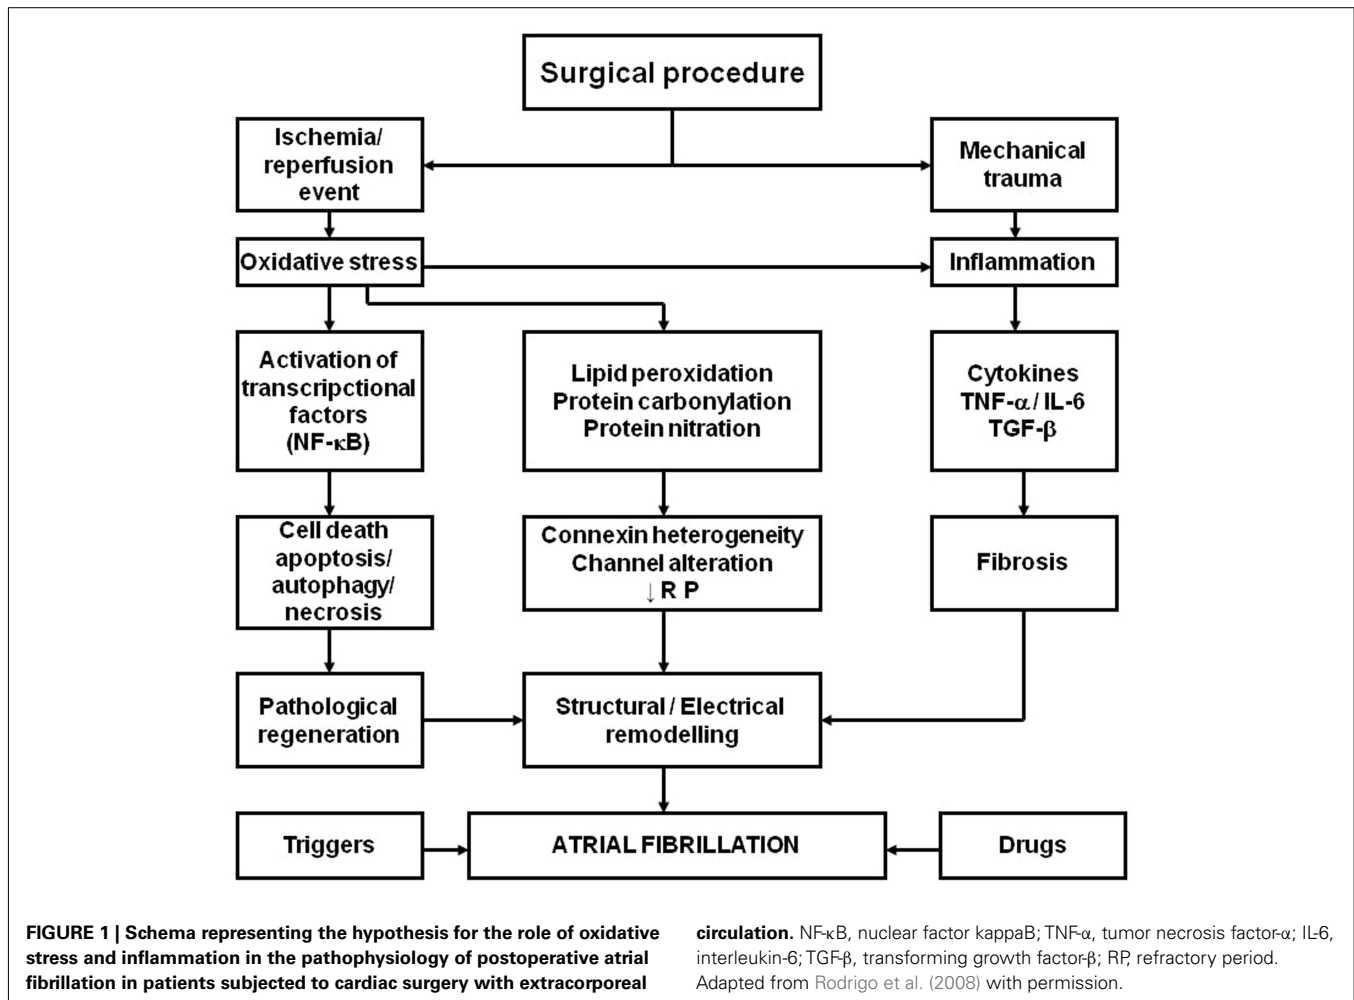 Surgical procedure
Ischemia/
reperfusion
event
Mechanical
trauma
Oxidative stress
Inflammation
Activation of
transcripctional
factors
(NF-κB)
Lipid peroxidation
Protein carbonylation
Protein nitration
Cytokines
TNF-α / IL-6
TGF-β
Cell death
apoptosis/
autophagy/
necrosis
Connexin heterogeneity
Channel alteration
↓ R P
Fibrosis
Pathological
regeneration
Structural / Electrical
remodelling
Triggers
ATRIAL FIBRILLATION
Drugs
FIGURE 1 | Schema representing the hypothesis for the role of oxidative
stress and inflammation in the pathophysiology of postoperative atrial
fibrillation in patients subjected to cardiac surgery with extracorporeal
circulation. NF-κB, nuclear factor kappaB; TNF-α, tumor necrosis factor-α; IL-6,
interleukin-6; TGF-β, transforming growth factor-β; RP, refractory period.
Adapted from Rodrigo et al. (2008) with permission.